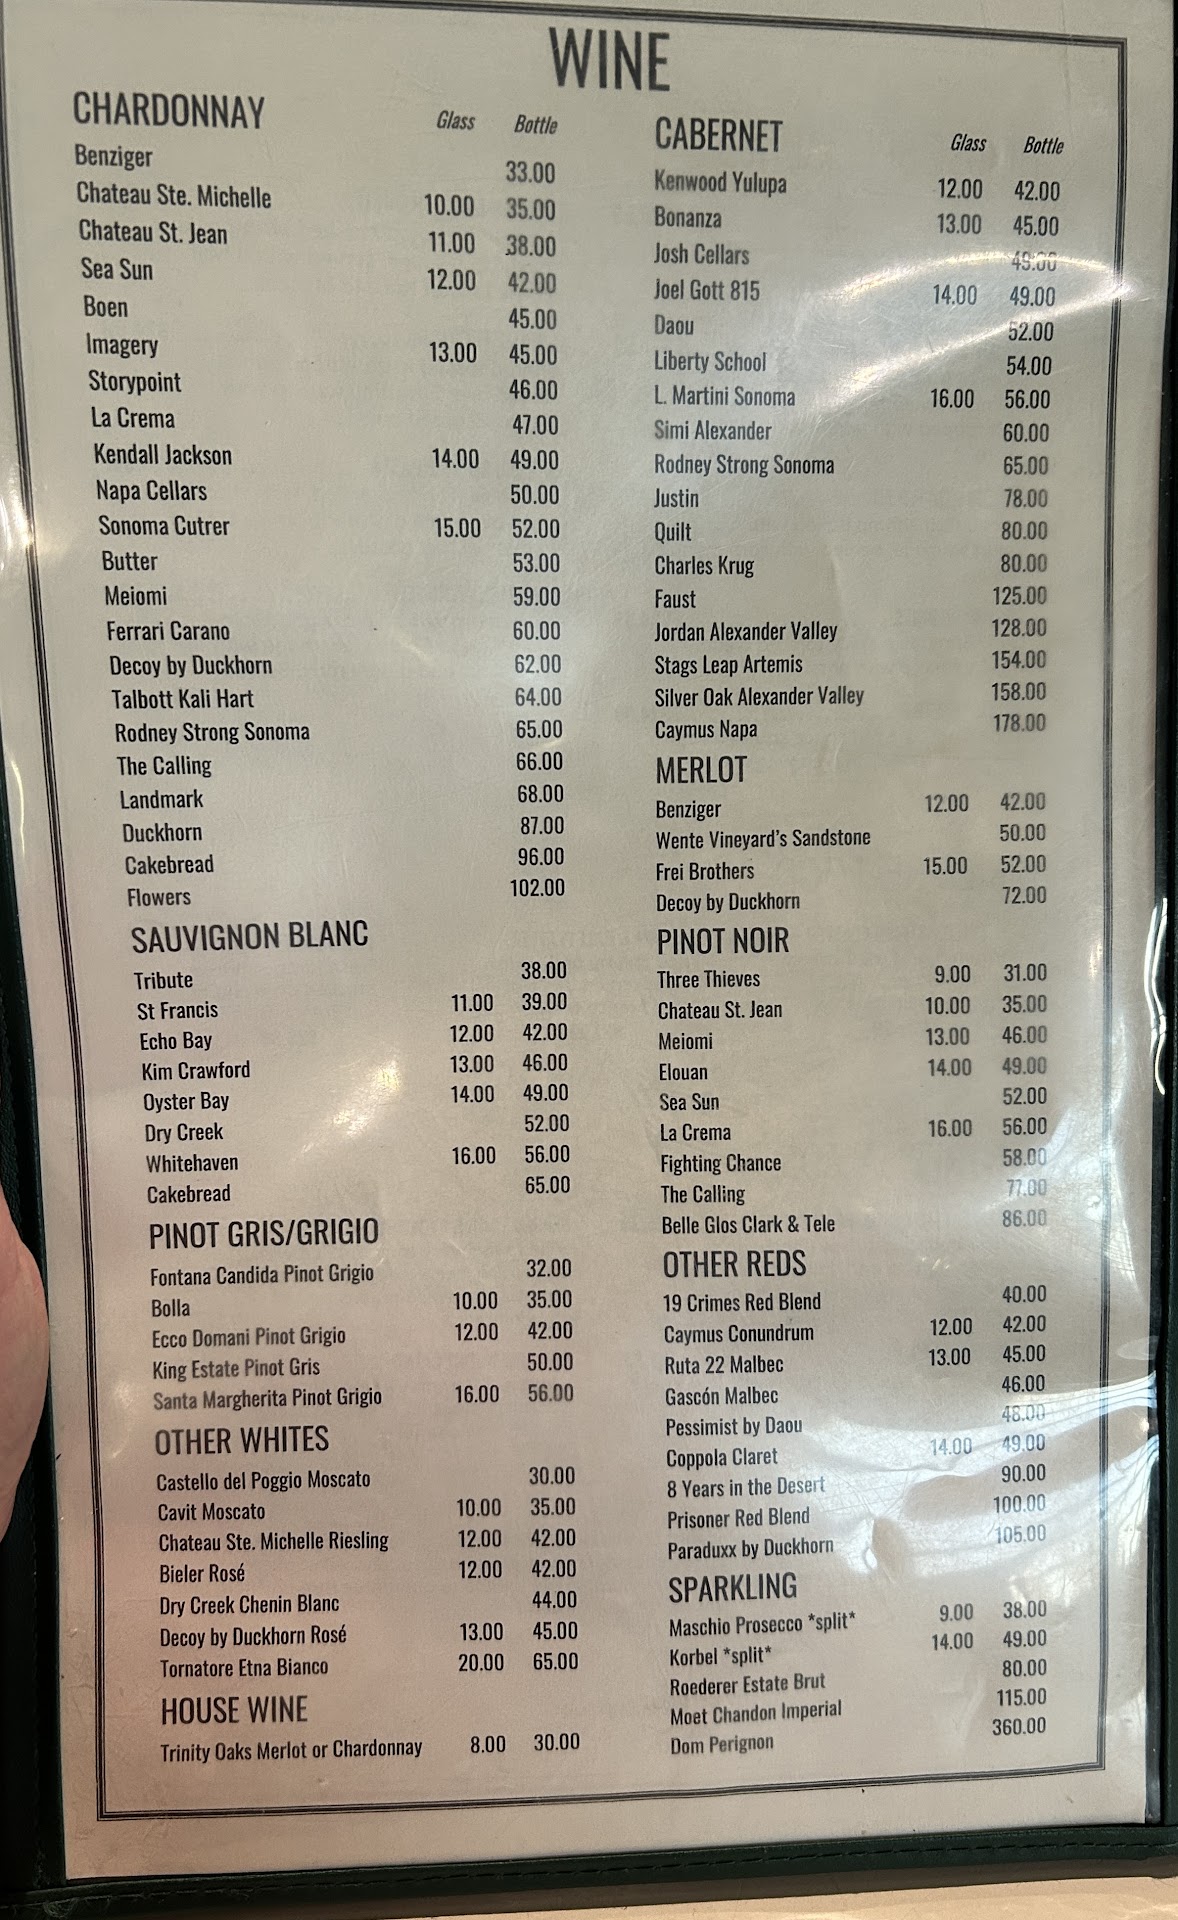 WINE
CHARDONNAY Glass Bottle
Benziger 33.00
Chateau Ste. Michelle 10.00 35.00
Chateau St. Jean 11.00 38.00
Sea Sun 12.00 42.00
Boen 45.00
Imagery 13.00 45.00
Storypoint 46.00
La Crema 47.00
Kendall Jackson 14.00 49.00
Napa Cellars 50.00
Sonoma Cutrer 15.00 52.00
Butter 53.00
Meiomi 59.00
Ferrari Carano 60.00
Decoy by Duckhorn 62.00
Talbott Kali Hart 64.00
Rodney Strong Sonoma 65.00
The Calling 66.00
Landmark 68.00
Duckhorn 87.00
Cakebread 96.00
Flowers 102.00
SAUVIGNON BLANC
Tribute 38.00
St Francis 11.00 39.00
Echo Bay 12.00 42.00
Kim Crawford 13.00 46.00
Oyster Bay 14.00 49.00
Dry Creek 52.00
Whitehaven 16.00 56.00
Cakebread 65.00
PINOT GRIS/GRIGIO
Fontana Candida Pinot Grigio 32.00
Bolla 10.00 35.00
Ecco Domani Pinot Grigio 12.00 42.00
King Estate Pinot Gris 50.00
Santa Margherita Pinot Grigio 16.00 56.00
OTHER WHITES
Castello del Poggio Moscato 30.00
Cavit Moscato 10.00 35.00
Chateau Ste. Michelle Riesling 12.00 42.00
Bieler Rosé 12.00 42.00
Dry Creek Chenin Blanc 44.00
Decoy by Duckhorn Rosé 13.00 45.00
Tornatore Etna Bianco 20.00 65.00
HOUSE WINE
Trinity Oaks Merlot or Chardonnay 8.00 30.00
CABERNET Glass Bottle
Kenwood Yulupa 12.00 42.00
Bonanza 13.00 45.00
Josh Cellars
Joel Gott 815 14.00 49.00
Daou 52.00
Liberty School 54.00
L. Martini Sonoma 16.00 56.00
Simi Alexander 60.00
Rodney Strong Sonoma 65.00
Justin 78.00
Quilt 80.00
Charles Krug 80.00
Faust 125.00
Jordan Alexander Valley 128.00
Stags Leap Artemis 154.00
Silver Oak Alexander Valley 158.00
Caymus Napa 178.00
MERLOT
Benziger 12.00 42.00
Wente Vineyard's Sandstone 50.00
Frei Brothers 15.00 52.00
Decoy by Duckhorn 72.00
PINOT NOIR
Three Thieves 9.00 31.00
Chateau St. Jean 10.00 35.00
Meiomi 13.00 46.00
Elouan 14.00 49.00
Sea Sun 52.00
La Crema 16.00 56.00
Fighting Chance 58.00
The Calling 77.00
Belle Glos Clark & Tele 86.00
OTHER REDS
19 Crimes Red Blend 40.00
Caymus Conundrum 12.00 42.00
Ruta 22 Malbec 13.00 45.00
Gascón Malbec 46.00
Pessimist by Daou 48.00
Coppola Claret 14.00 49.00
8 Years in the Desert 90.00
Prisoner Red Blend 100.00
Paraduxx by Duckhorn 105.00
SPARKLING
Maschio Prosecco *split* 9.00 38.00
Korbel *split* 14.00 49.00
Roederer Estate Brut 80.00
Moet Chandon Imperial 115.00
Dom Perignon 360.00